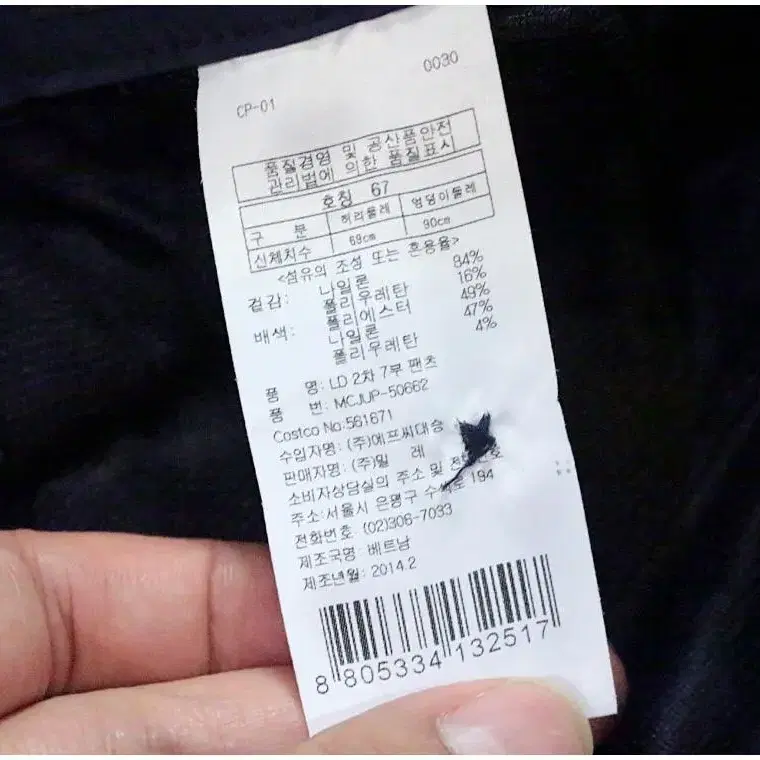 CP-01 0030
품질경영 및 공산품안전
관리법에 의한 품질표시
호칭 67
구 분 허리둘레 엉덩이둘레
신체치수 69cm 90cm
<섬유의 조성 또는 혼용율>
겉감: 나일론 84%
폴리우레탄 16%
배색: 폴리에스터 49%
나일론 47%
폴리우레탄 4%
품 명: LD 2차 7부 팬츠
품 번: MCJUP-50662
Costco No:561671
수입자명: (주)에프씨대승
판매자명: (주)밀 레
소비자상담실의 주소 및
주소:서울시 은평구 194
전화번호: (02)306-7033
제조국명: 베트남
제조년월: 2014.2
8 805334 132517